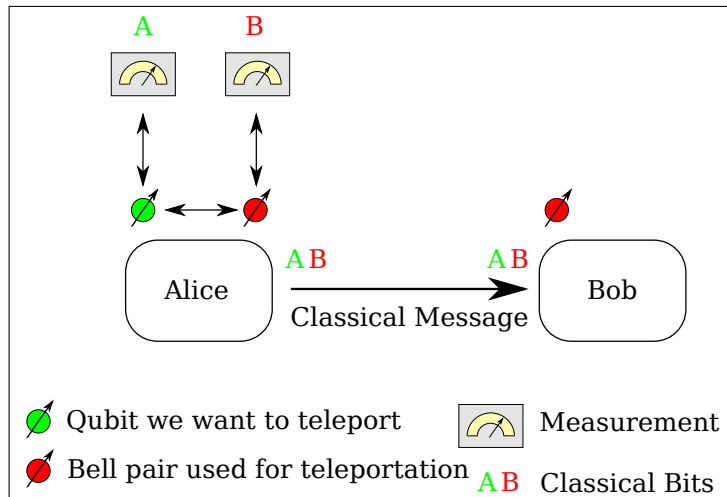 A B
A B A B
Alice Bob
Classical Message
Qubit we want to teleport Measurement
Bell pair used for teleportation A B Classical Bits